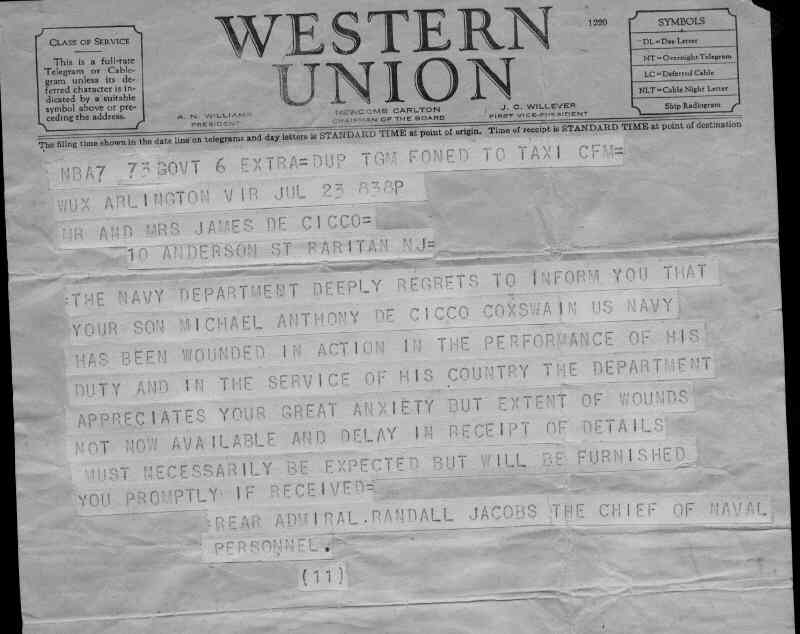 CLASS OF SERVICE
This is a full-rate
Telegram or Cable-
gram unless its de-
ferred character is in-
dicated by a suitable
symbol above or pre-
ceding the address.
WESTERN
UNION
1220
A. N. WILLIAMS
PRESIDENT
NEWCOMB CARLTON
CHAIRMAN OF THE BOARD
J. C. WILLEVER
FIRST VICE-PRESIDENT
SYMBOLS
DL=Day Letter
NT=Overnight Telegram
LC=Deferred Cable
NLT=Cable Night Letter
Ship Radiogram
The filing time shown in the date line on telegrams and day letters is STANDARD TIME at point of origin. Time of receipt is STANDARD TIME at point of destination
NBA7 73 GOVT 6 EXTRA=DUP TGM FONED TO TAXI CFM=
WUX ARLINGTON VIR JUL 23 838P
MR AND MRS JAMES DE CICCO=
10 ANDERSON ST RARITAN NJ=
:THE NAVY DEPARTMENT DEEPLY REGRETS TO INFORM YOU THAT
YOUR SON MICHAEL ANTHONY DE CICCO COXSWAIN US NAVY
HAS BEEN WOUNDED IN ACTION IN THE PERFORMANCE OF HIS
DUTY AND IN THE SERVICE OF HIS COUNTRY THE DEPARTMENT
APPRECIATES YOUR GREAT ANXIETY BUT EXTENT OF WOUNDS
NOT NOW AVAILABLE AND DELAY IN RECEIPT OF DETAILS
MUST NECESSARILY BE EXPECTED BUT WILL BE FURNISHED
YOU PROMPTLY IF RECEIVED=
:REAR ADMIRAL.RANDALL JACOBS THE CHIEF OF NAVAL
PERSONNEL.
(11)